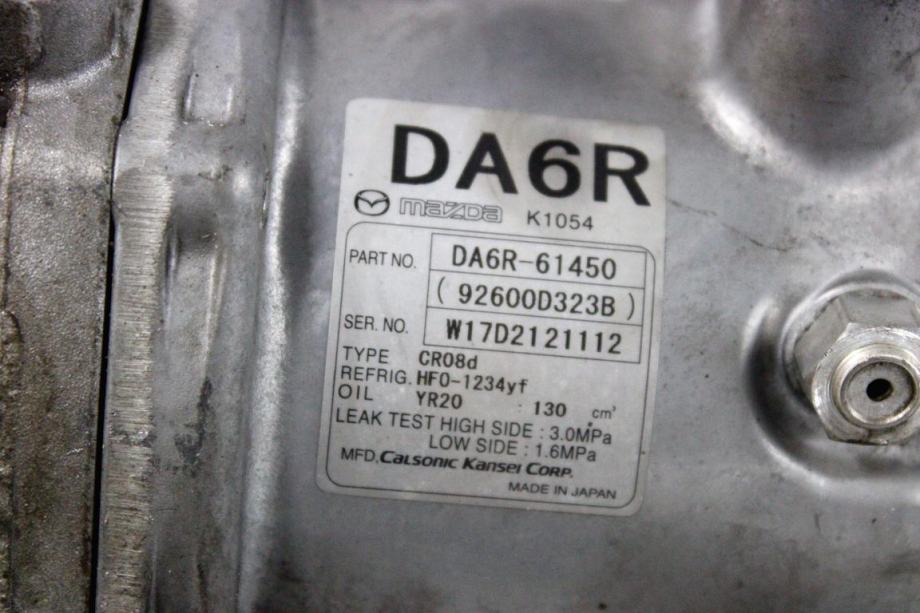 DA6R
mazda K1054
PART NO. DA6R-61450
( 92600D323B )
SER. NO. W17D2121112
TYPE CR08d
REFRIG. HFO-1234yf
OIL YR20 : 130 cm³
LEAK TEST HIGH SIDE : 3.0MPa
LOW SIDE : 1.6MPa
MFD. CALSONIC KANSEI CORP.
MADE IN JAPAN